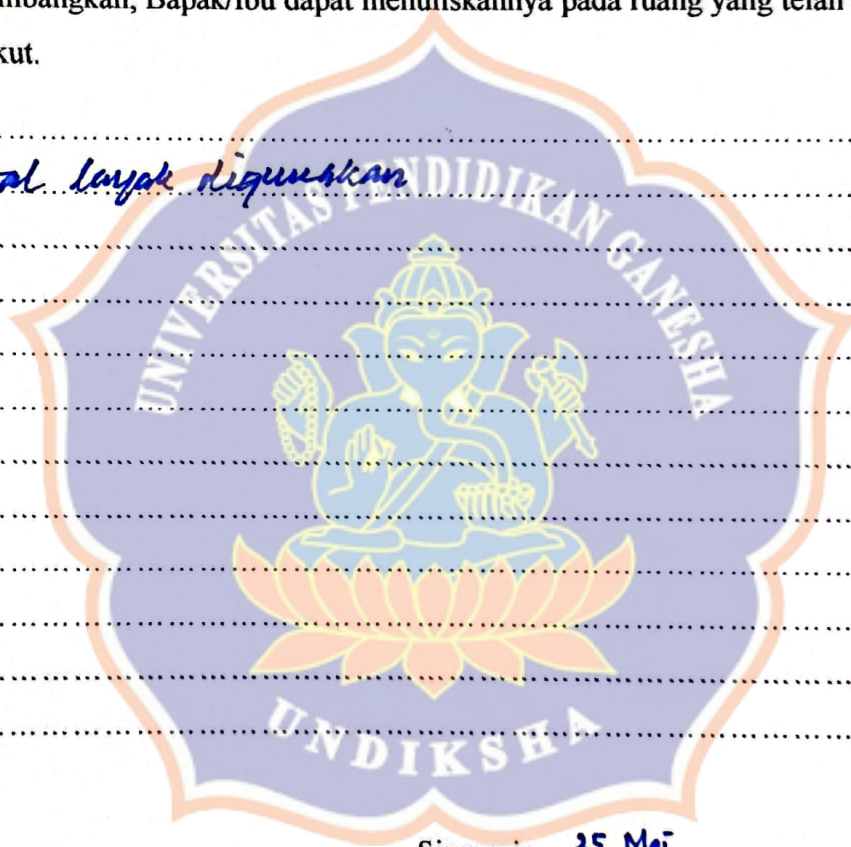 mbangkan, Bapak/Ibu dapat menuliskannya pada ruang yang telah
kut.
al layak digunakan
UNIVERSITAS PENDIDIKAN GANESHA
UNDIKSHA
25 Mei